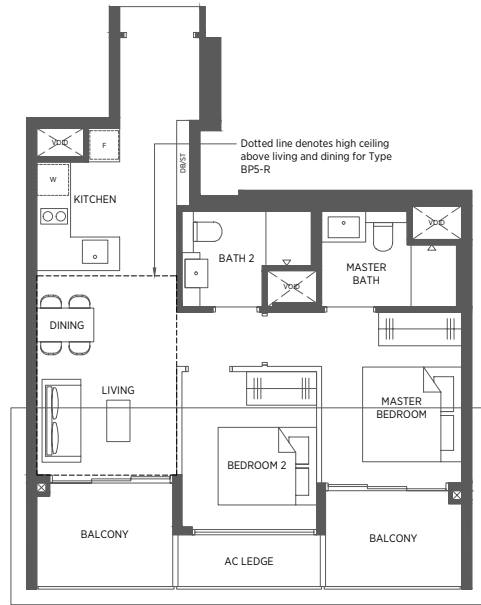 VOID
F
DB/ST
Dotted line denotes high ceiling
above living and dining for Type
BP5-R
W
KITCHEN
VOID
BATH 2
MASTER
BATH
VOID
DINING
LIVING
MASTER
BEDROOM
BEDROOM 2
BALCONY
AC LEDGE
BALCONY